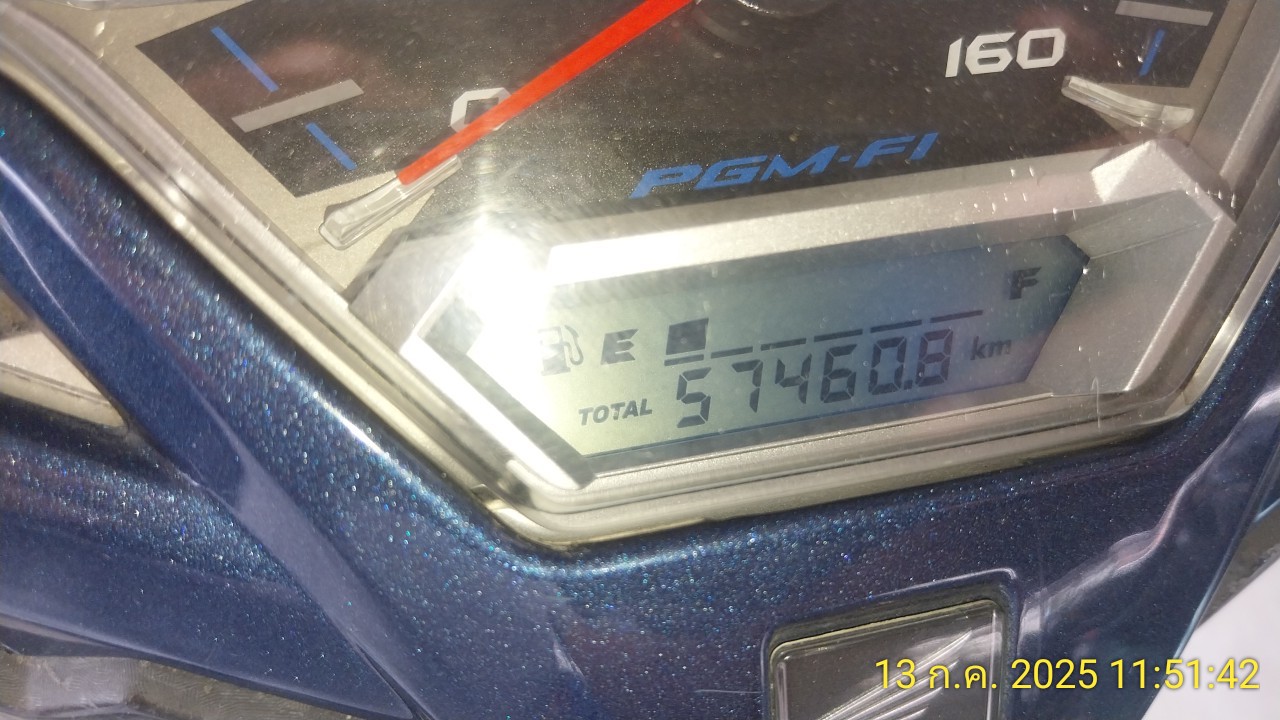 0
160
PGM-FI
E F
TOTAL 57460.8 km
13 ก.ค. 2025 11:51:42